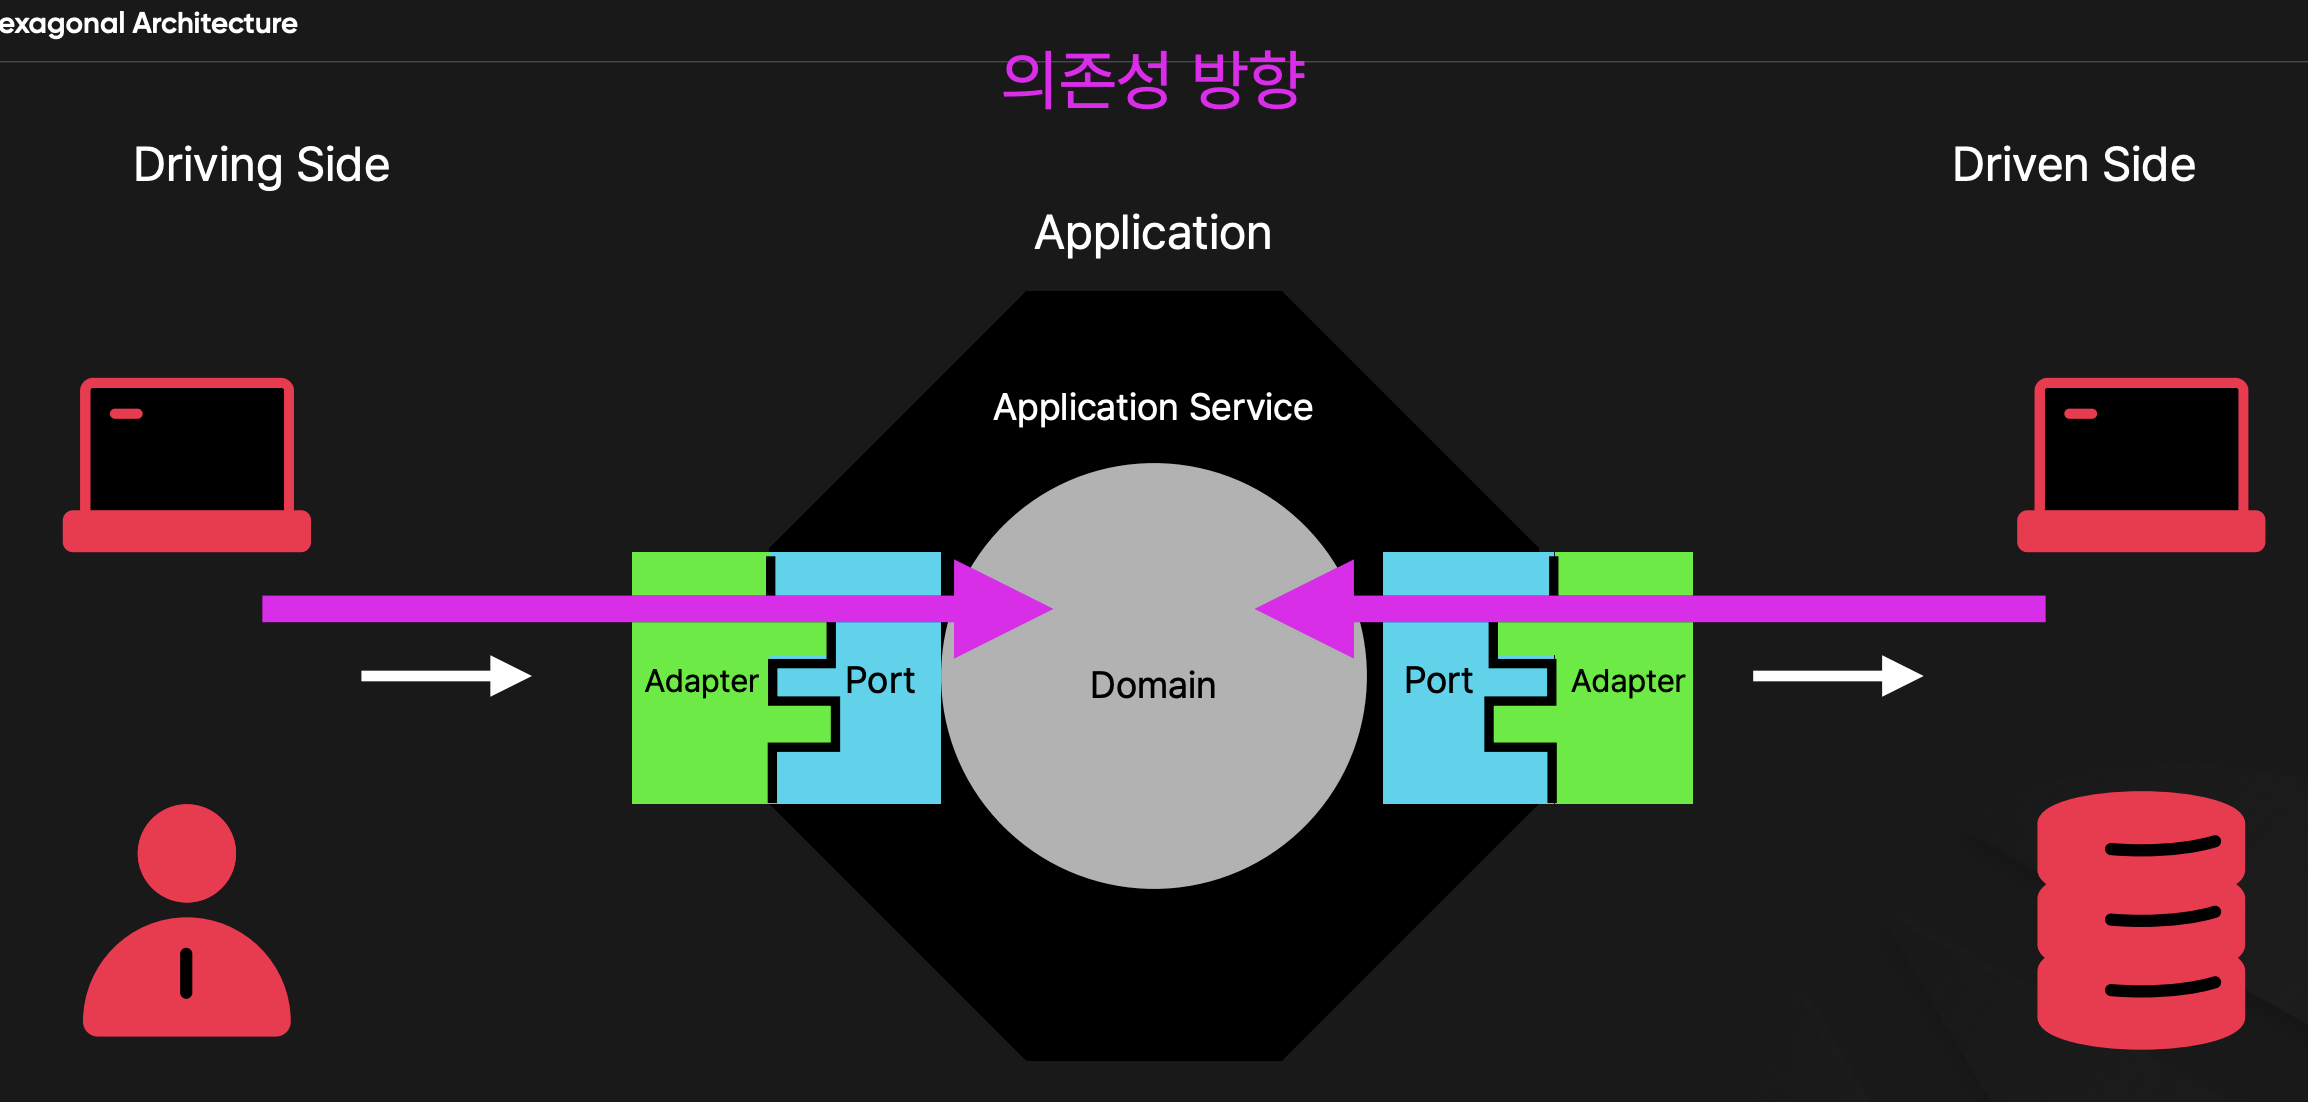 exagonal Architecture
의존성 방향
Driving Side
Driven Side
Application
Application Service
Adapter
Port
Domain
Port
Adapter